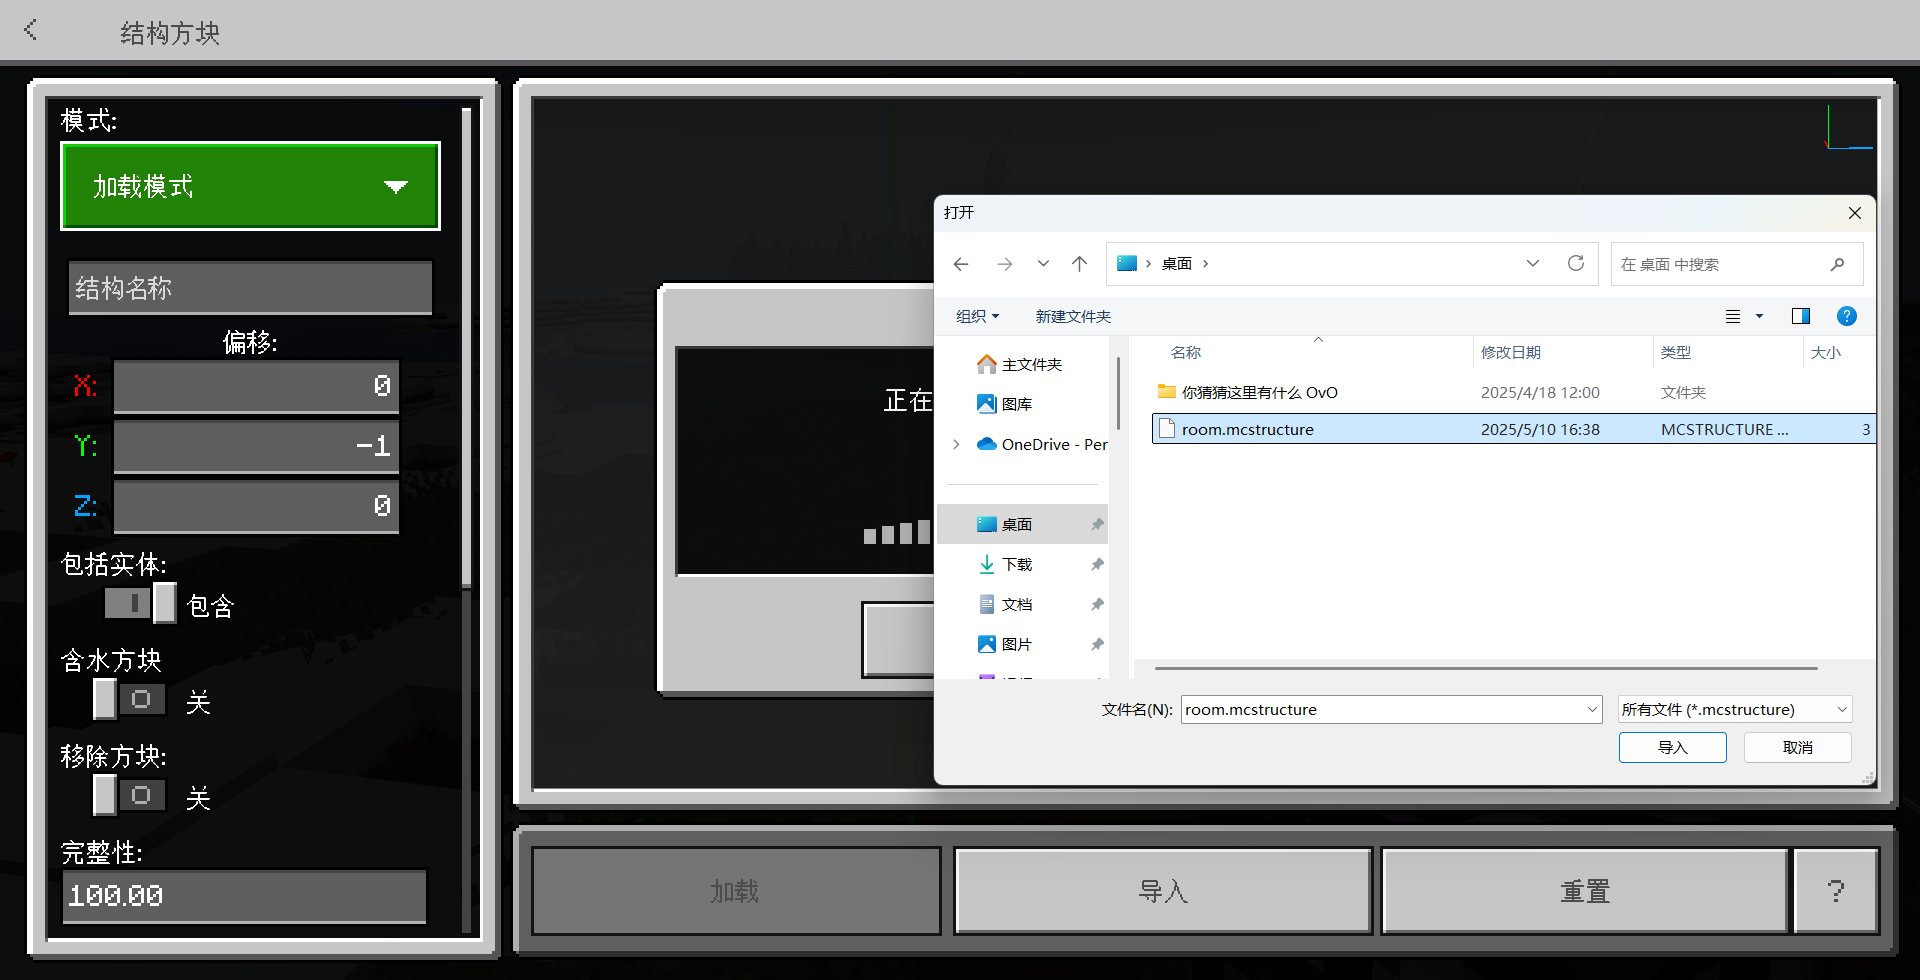 结构方块
模式:
加载模式
结构名称
偏移:
X: 0
Y: -1
Z: 0
包括实体:
包含
含水方块
关
移除方块:
关
完整性:
100.00
正在
打开
桌面
在 桌面 中搜索
组织
新建文件夹
主文件夹
图库
OneDrive - Per
桌面
下载
文档
图片
名称 修改日期 类型 大小
你猜猜这里有什么 OvO 2025/4/18 12:00 文件夹
room.mcstructure 2025/5/10 16:38 MCSTRUCTURE ... 3
文件名(N): room.mcstructure 所有文件 (*.mcstructure)
导入 取消
加载 导入 重置 ?